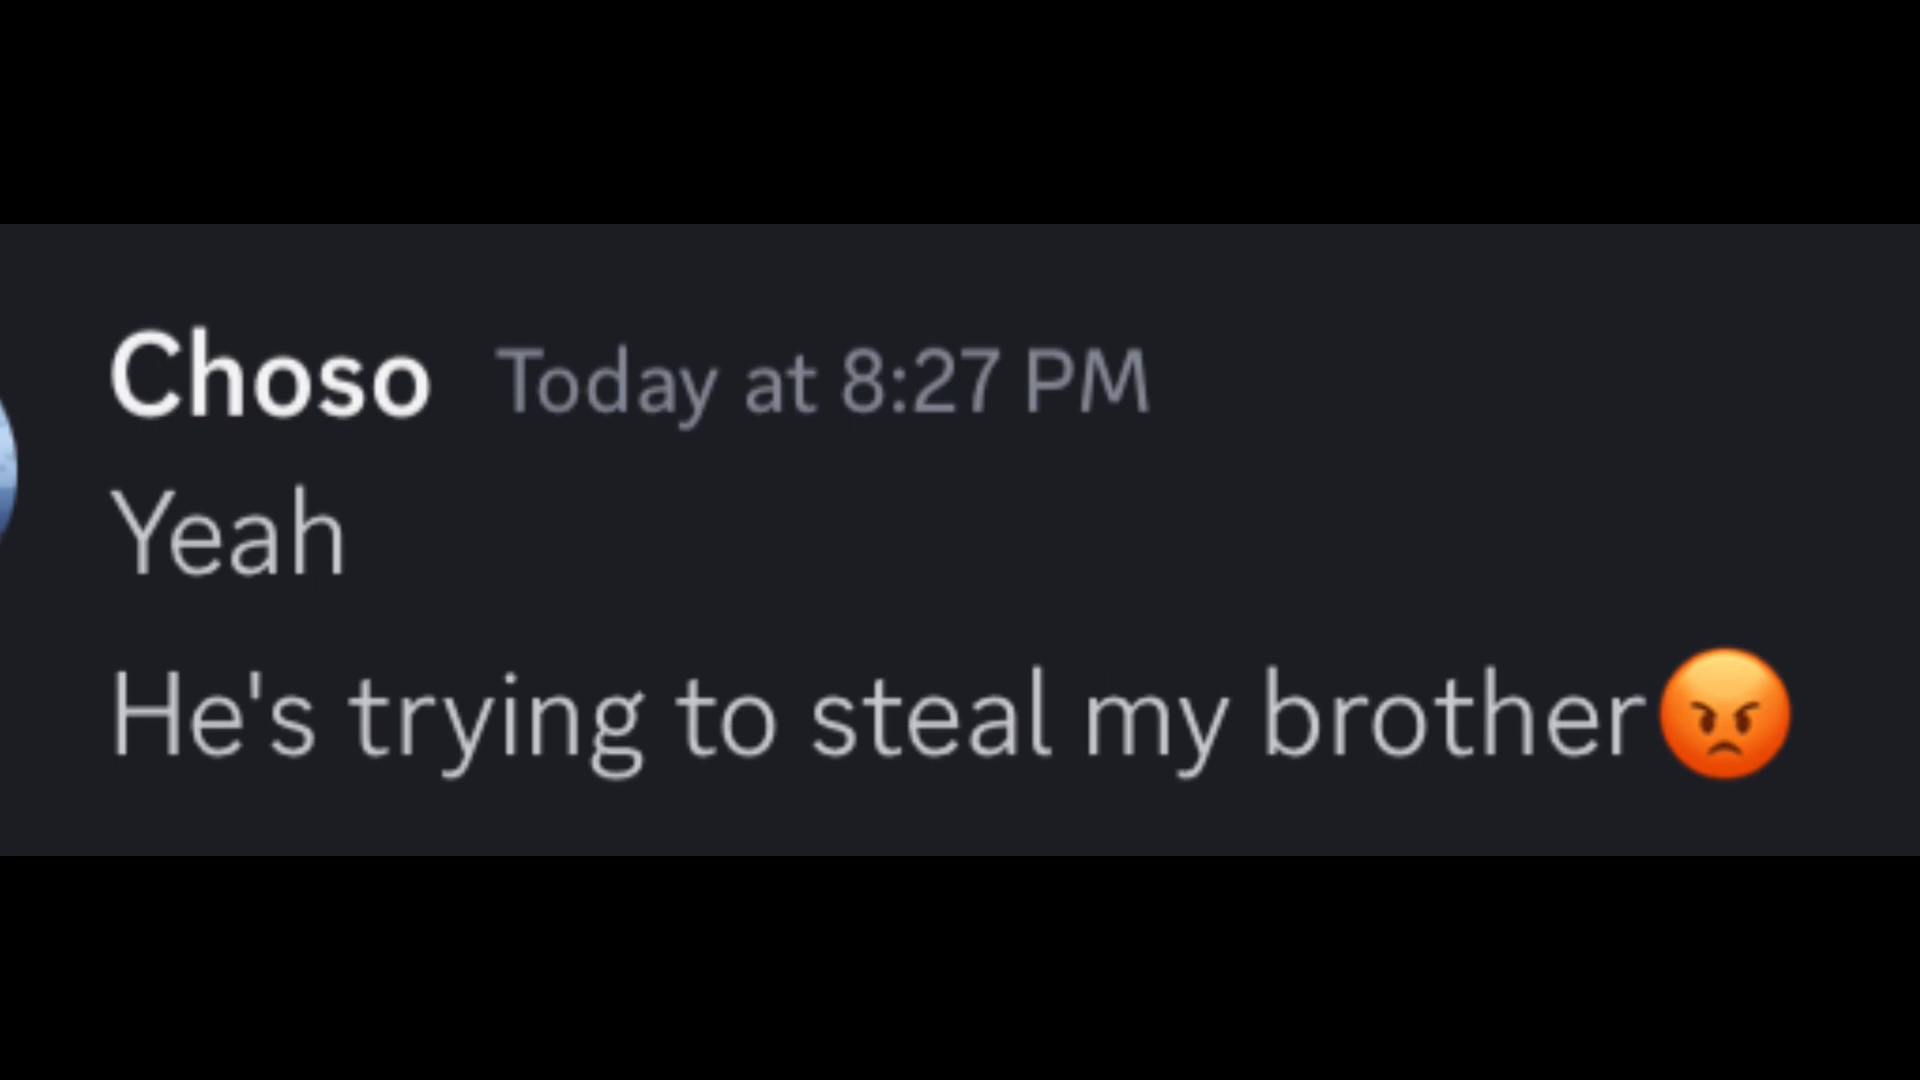 Choso Today at 8:27 PM
Yeah
He's trying to steal my brother😡